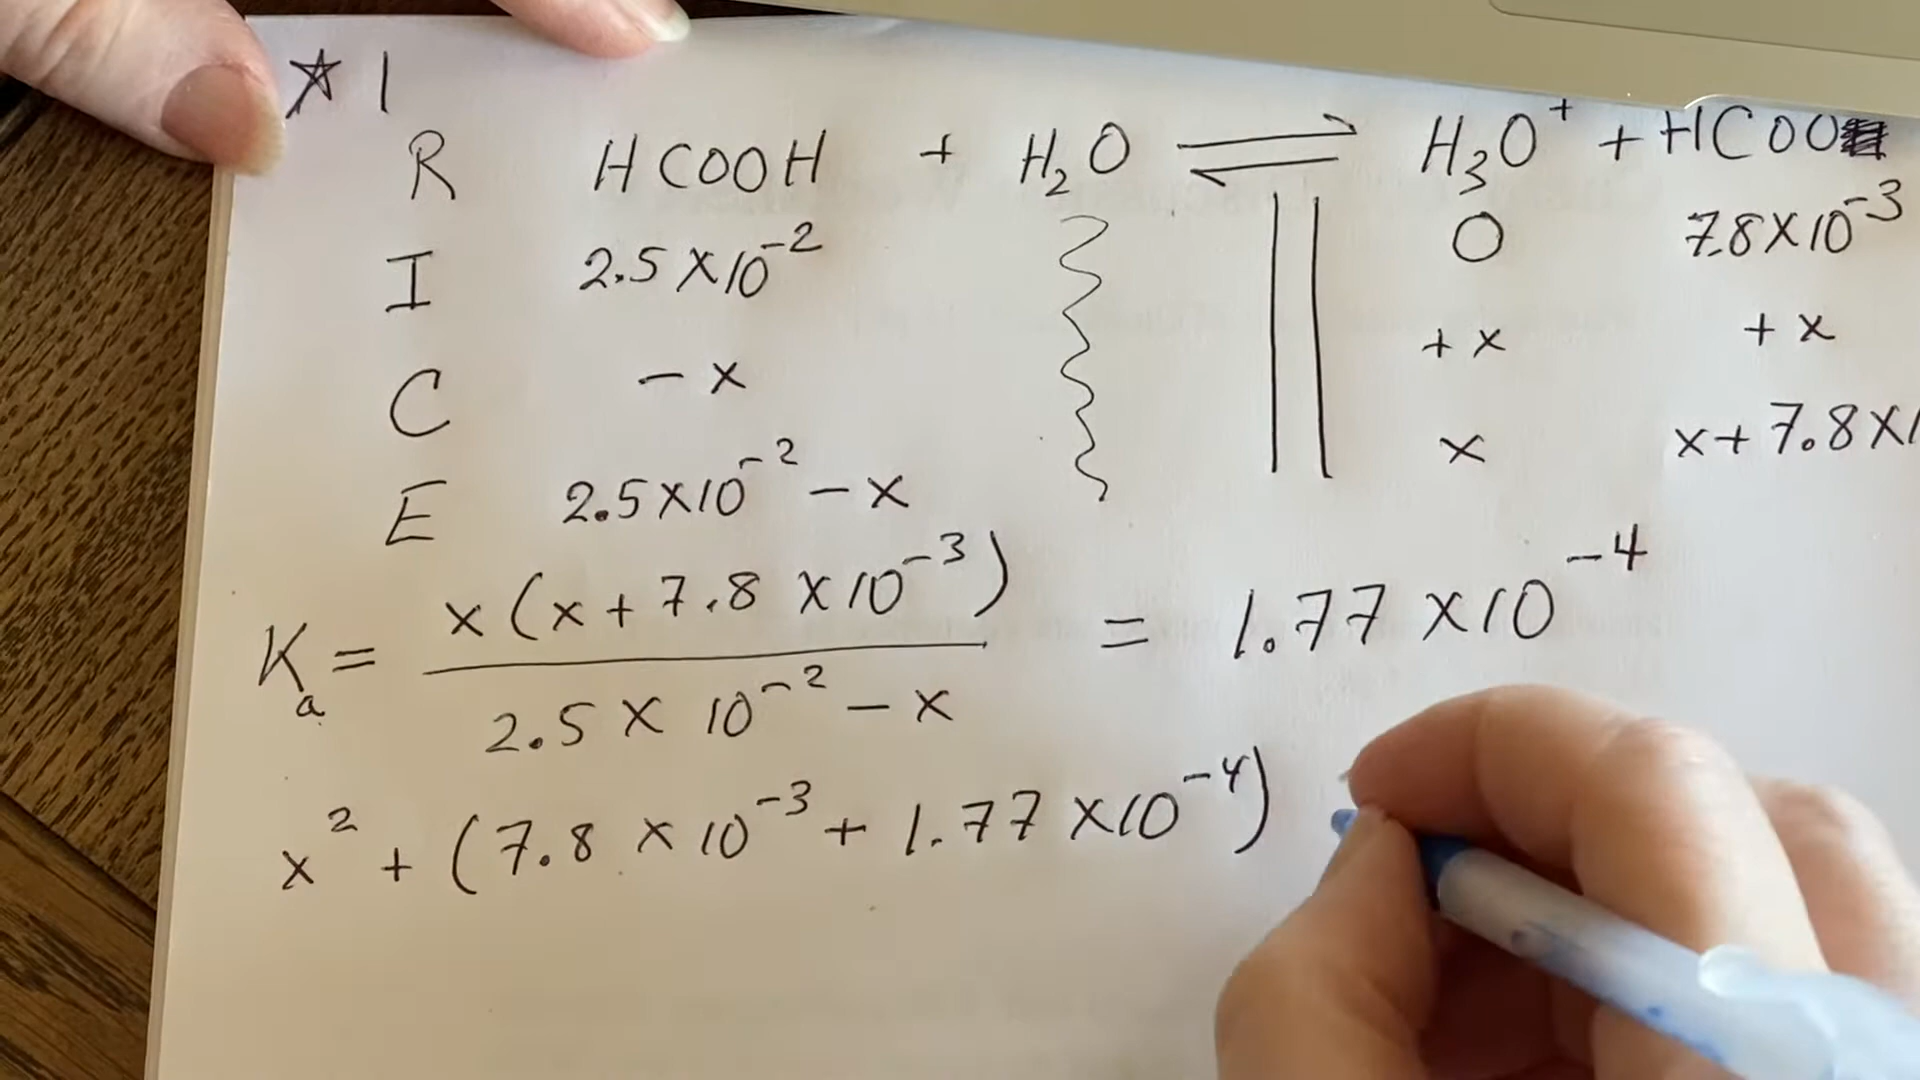 ☆ 1
R HCOOH + H₂O ⇌ H₃O⁺ + HCOO
I 2.5 × 10⁻² 0 7.8 × 10⁻³
C − x + x + x
E 2.5 × 10⁻² − x x x + 7.8 ×
Kₐ = x ( x + 7.8 × 10⁻³ ) / 2.5 × 10⁻² − x = 1.77 × 10⁻⁴
x² + ( 7.8 × 10⁻³ + 1.77 × 10⁻⁴ )